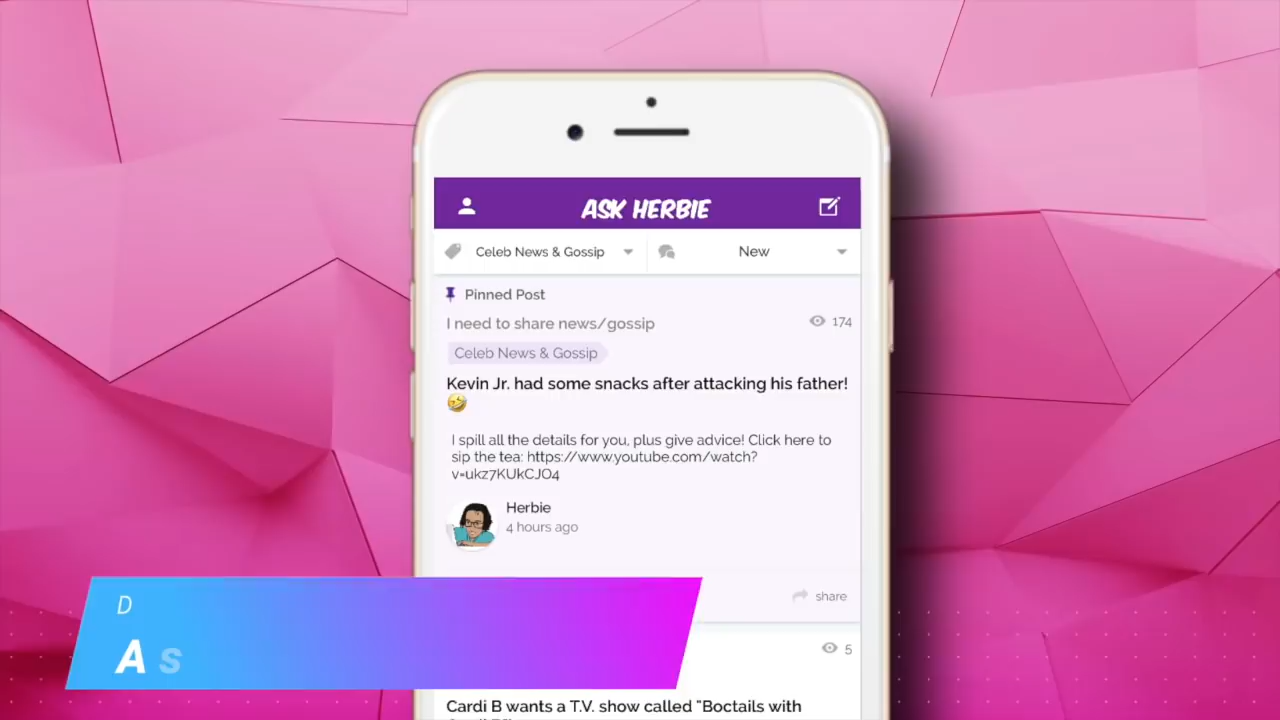 ASK HERBIE
Celeb News & Gossip
New
Pinned Post
I need to share news/gossip
174
Celeb News & Gossip
Kevin Jr. had some snacks after attacking his father!
🤣
I spill all the details for you, plus give advice! Click here to
sip the tea: https://www.youtube.com/watch?
v=ukz7KUkCJO4
Herbie
4 hours ago
share
D
As
5
Cardi B wants a T.V. show called "Boctails with